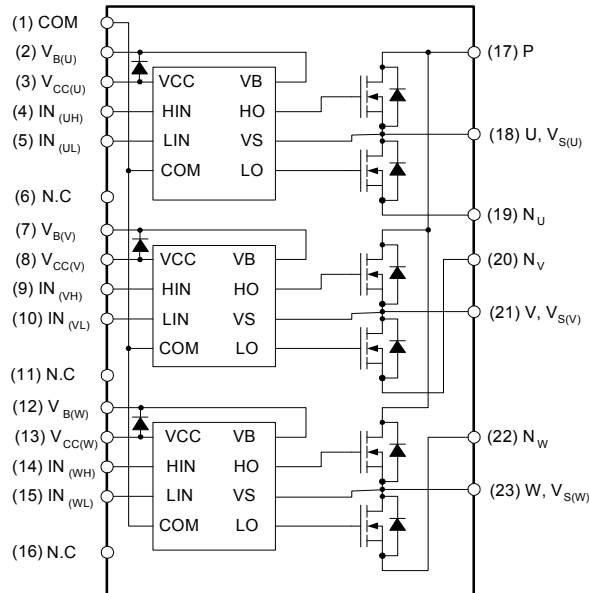 (1) COM
(2) V_B(U)
(3) V_CC(U)
(4) IN_(UH)
(5) IN_(UL)
(6) N.C
(7) V_B(V)
(8) V_CC(V)
(9) IN_(VH)
(10) IN_(VL)
(11) N.C
(12) V_B(W)
(13) V_CC(W)
(14) IN_(WH)
(15) IN_(WL)
(16) N.C
VCC VB
HIN HO
LIN VS
COM LO
VCC VB
HIN HO
LIN VS
COM LO
VCC VB
HIN HO
LIN VS
COM LO
(17) P
(18) U, V_S(U)
(19) N_U
(20) N_V
(21) V, V_S(V)
(22) N_W
(23) W, V_S(W)